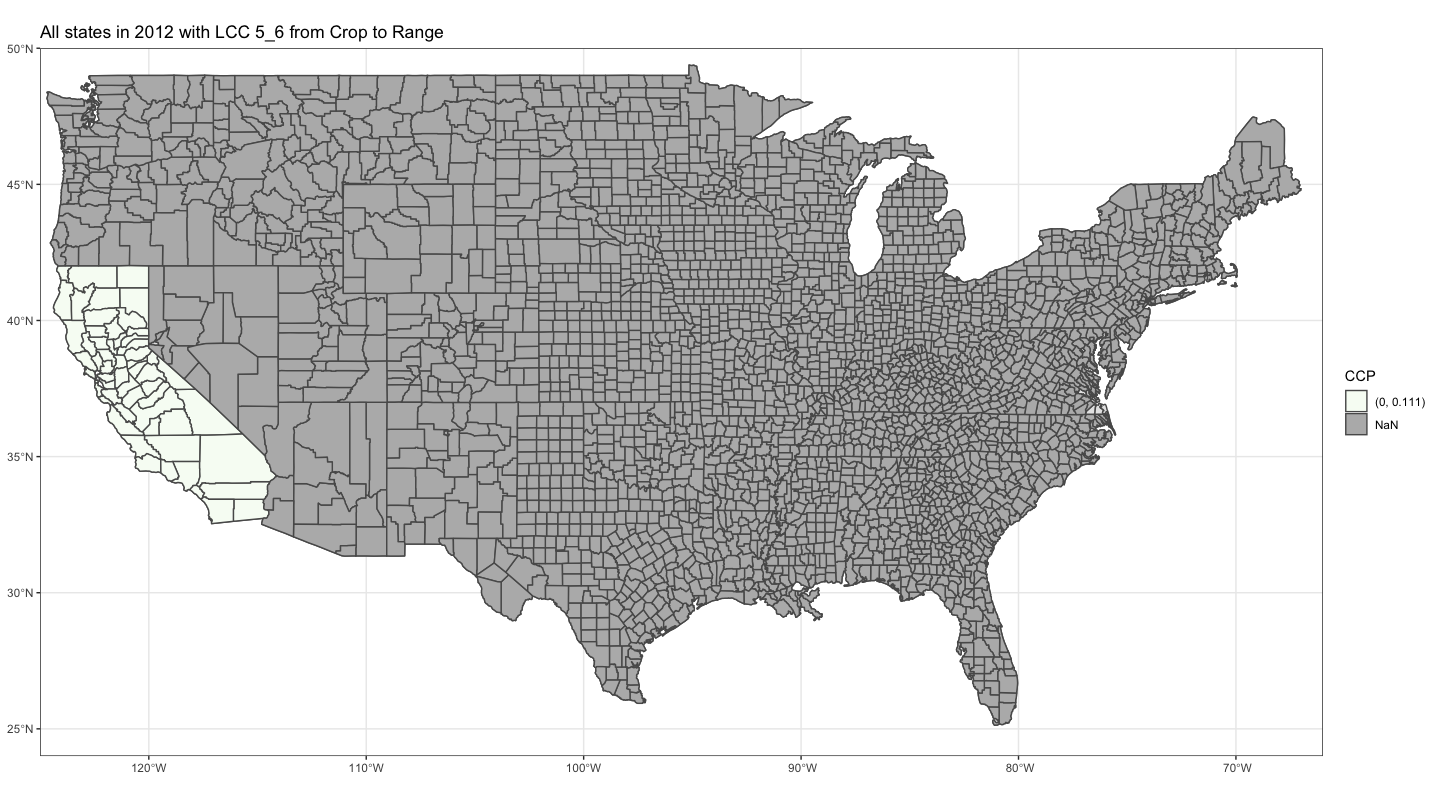 All states in 2012 with LCC 5_6 from Crop to Range
50°N
45°N
40°N
35°N
30°N
25°N
120°W
110°W
100°W
90°W
80°W
70°W
CCP
(0, 0.111)
NaN